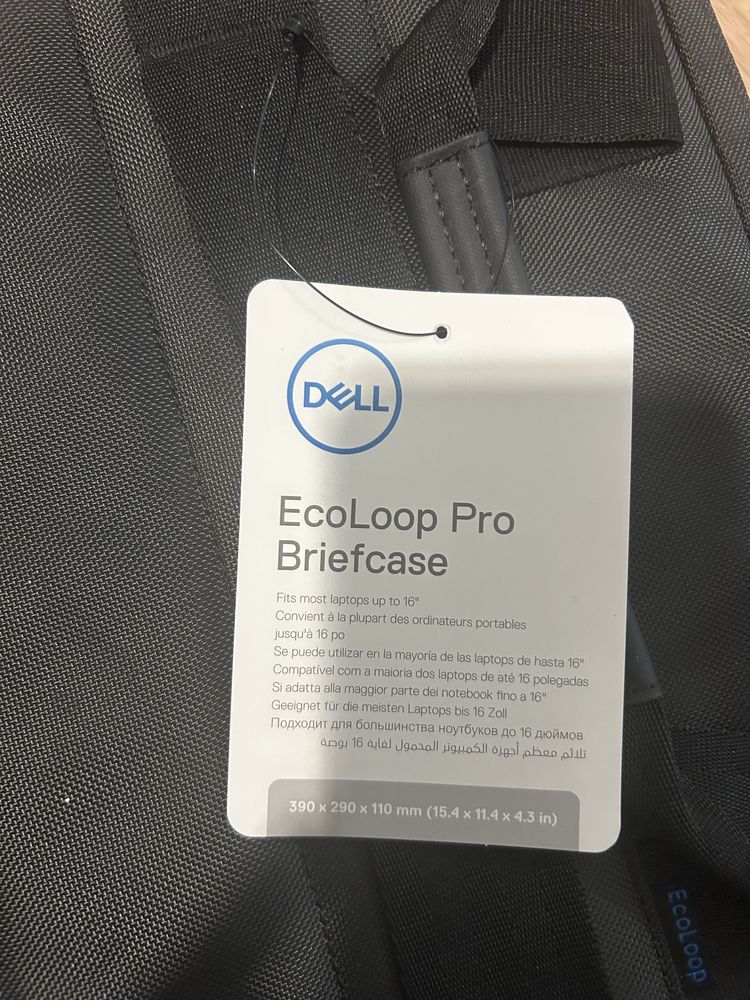 DELL
EcoLoop Pro
Briefcase
Fits most laptops up to 16"
Convient à la plupart des ordinateurs portables
jusqu'à 16 po
Se puede utilizar en la mayoría de las laptops de hasta 16"
Compatível com a maioria dos laptops de até 16 polegadas
Si adatta alla maggior parte dei notebook fino a 16"
Geeignet für die meisten Laptops bis 16 Zoll
Подходит для большинства ноутбуков до 16 дюймов
تلائم معظم أجهزة الكمبيوتر المحمول لغاية 16 بوصة
390 x 290 x 110 mm (15.4 x 11.4 x 4.3 in)
EcoLoop